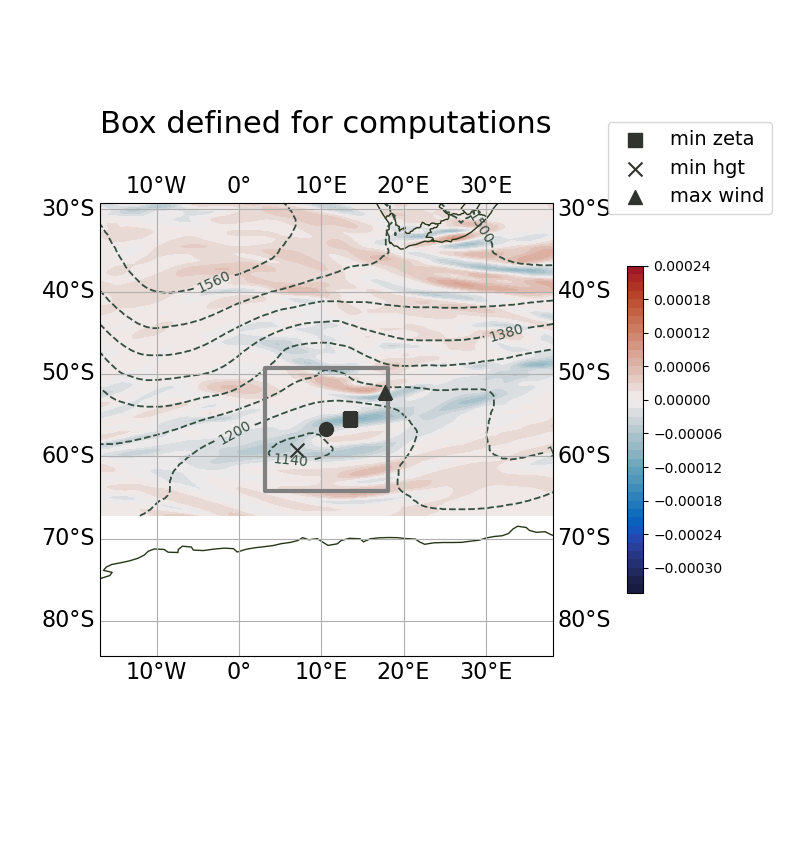 Box defined for computations
min zeta
min hgt
max wind
10°W 0° 10°E 20°E 30°E
30°S 30°S
40°S 40°S
50°S 50°S
60°S 60°S
70°S 70°S
80°S 80°S
10°W 0° 10°E 20°E 30°E
1560
1380
1200
1140
0.00024
0.00018
0.00012
0.00006
0.00000
−0.00006
−0.00012
−0.00018
−0.00024
−0.00030